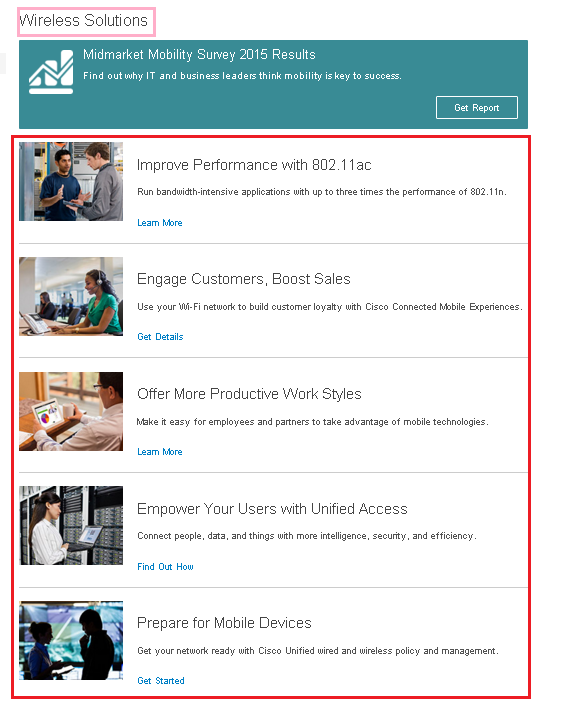 Wireless Solutions
Midmarket Mobility Survey 2015 Results
Find out why IT and business leaders think mobility is key to success.
Get Report
Improve Performance with 802.11ac
Run bandwidth-intensive applications with up to three times the performance of 802.11n.
Learn More
Engage Customers, Boost Sales
Use your Wi-Fi network to build customer loyalty with Cisco Connected Mobile Experiences.
Get Details
Offer More Productive Work Styles
Make it easy for employees and partners to take advantage of mobile technologies.
Learn More
Empower Your Users with Unified Access
Connect people, data, and things with more intelligence, security, and efficiency.
Find Out How
Prepare for Mobile Devices
Get your network ready with Cisco Unified wired and wireless policy and management.
Get Started